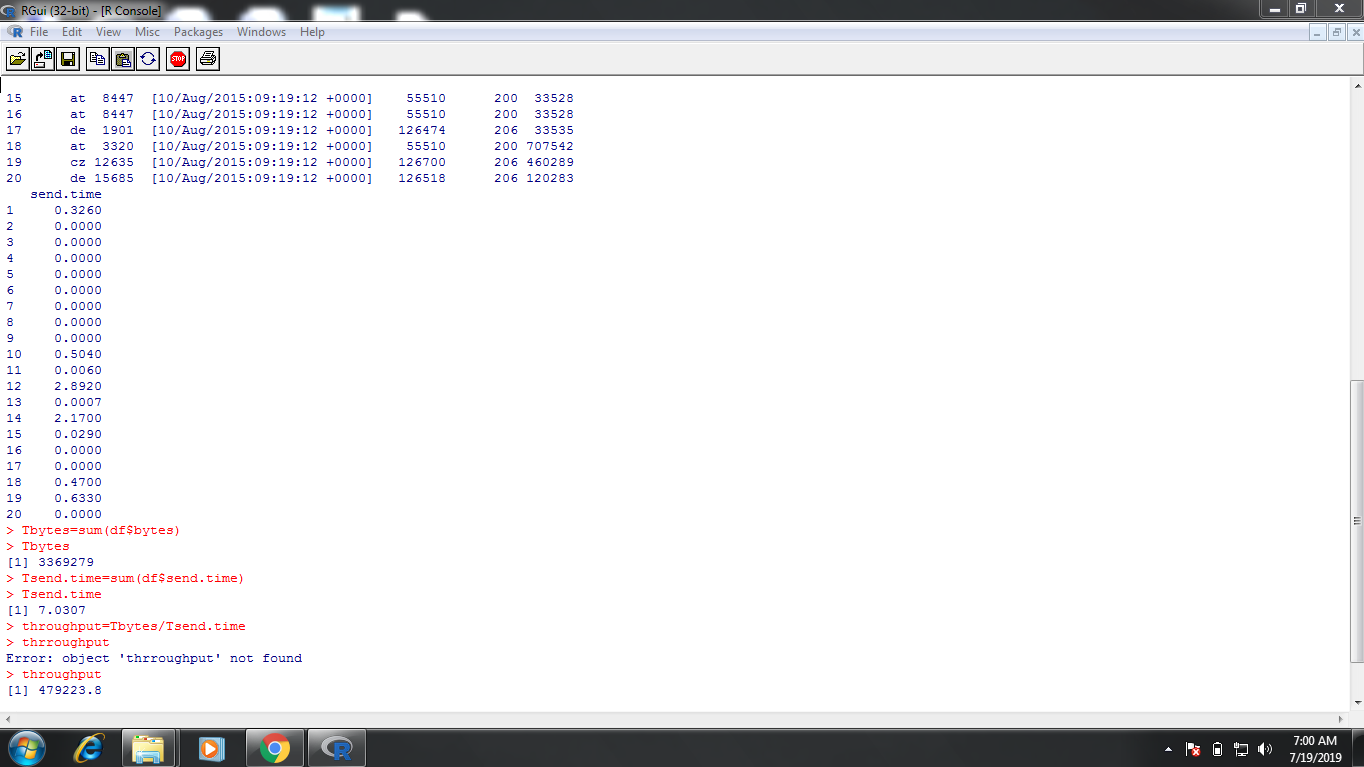 RGui (32-bit) - [R Console]
File Edit View Misc Packages Windows Help
STOP
15 at 8447 [10/Aug/2015:09:19:12 +0000] 55510 200 33528
16 at 8447 [10/Aug/2015:09:19:12 +0000] 55510 200 33528
17 de 1901 [10/Aug/2015:09:19:12 +0000] 126474 206 33535
18 at 3320 [10/Aug/2015:09:19:12 +0000] 55510 200 707542
19 cz 12635 [10/Aug/2015:09:19:12 +0000] 126700 206 460289
20 de 15685 [10/Aug/2015:09:19:12 +0000] 126518 206 120283
send.time
1 0.3260
2 0.0000
3 0.0000
4 0.0000
5 0.0000
6 0.0000
7 0.0000
8 0.0000
9 0.0000
10 0.5040
11 0.0060
12 2.8920
13 0.0007
14 2.1700
15 0.0290
16 0.0000
17 0.0000
18 0.4700
19 0.6330
20 0.0000
> Tbytes=sum(df$bytes)
> Tbytes
[1] 3369279
> Tsend.time=sum(df$send.time)
> Tsend.time
[1] 7.0307
> throughput=Tbytes/Tsend.time
> thrroughput
Error: object 'thrroughput' not found
> throughput
[1] 479223.8
7:00 AM
7/19/2019